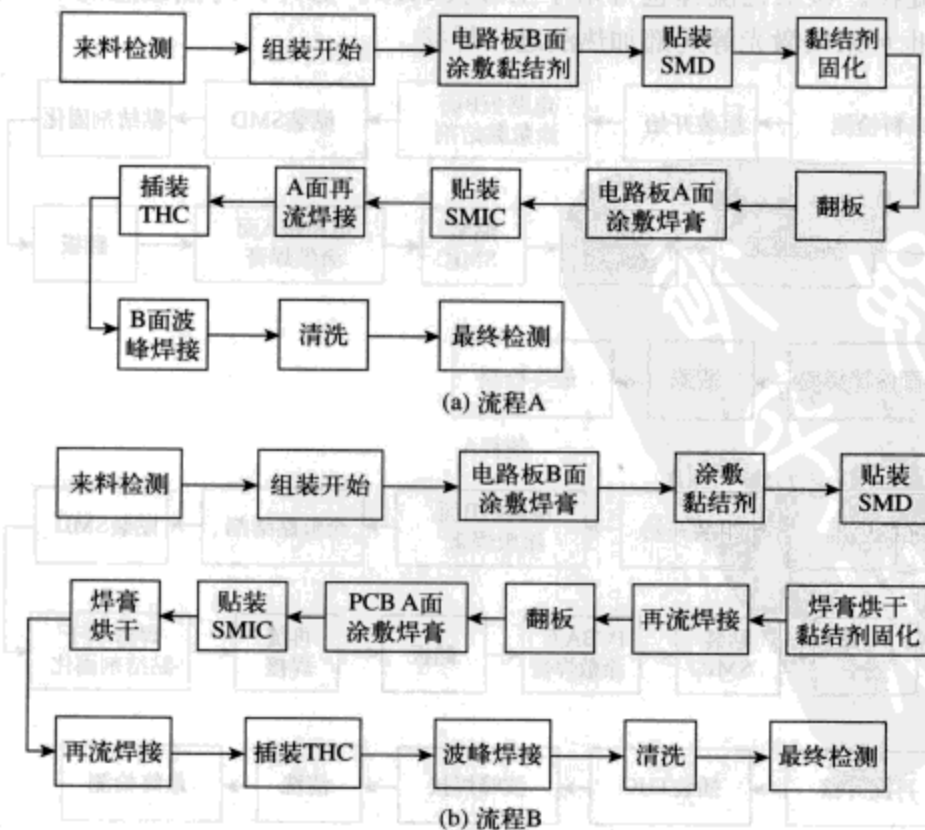 来料检测
组装开始
电路板B面
涂敷黏结剂
贴装
SMD
黏结剂
固化
翻板
电路板A面
涂敷焊膏
贴装
SMIC
A面再
流焊接
插装
THC
B面波
峰焊接
清洗
最终检测
(a) 流程A
来料检测
组装开始
电路板B面
涂敷焊膏
涂敷
黏结剂
贴装
SMD
焊膏烘干
黏结剂固化
再流焊接
翻板
PCB A面
涂敷焊膏
贴装
SMIC
焊膏
烘干
再流焊接
插装THC
波峰焊接
清洗
最终检测
(b) 流程B